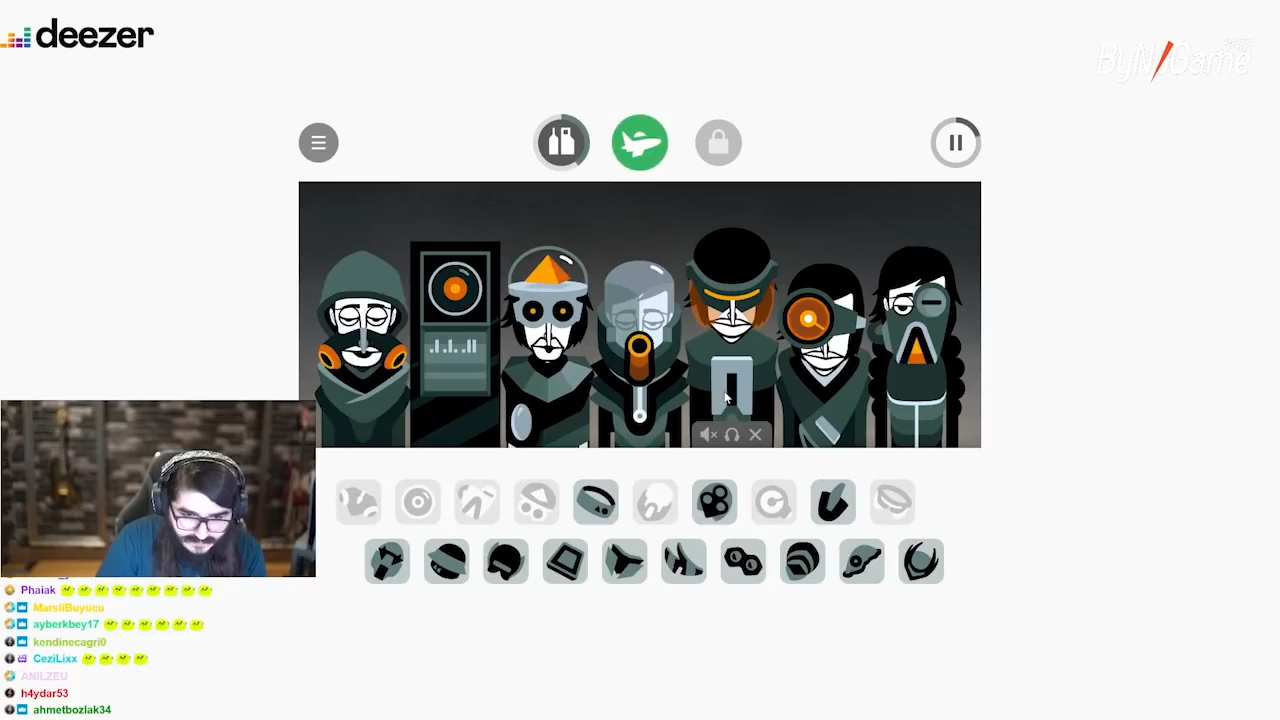 deezer
ByNoGame
Phaiak
MarsliBuyucu
ayberkbey17
kendinecagri0
CeziLixx
ANILZEU
h4ydar53
ahmetbozlak34